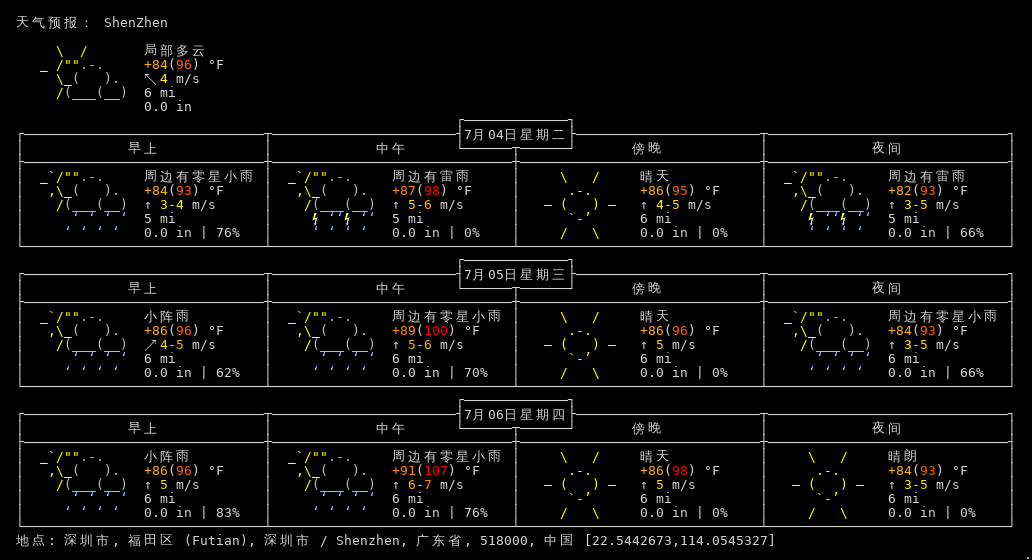 天气预报： ShenZhen
局部多云
+84(96) °F
↖ 4 m/s
6 mi
0.0 in
7月04日星期二
早上 中午 傍晚 夜间
周边有零星小雨 周边有雷雨 晴天 周边有雷雨
+84(93) °F +87(98) °F +86(95) °F +82(93) °F
↑ 3-4 m/s ↑ 5-6 m/s ↑ 4-5 m/s ↑ 3-5 m/s
5 mi 5 mi 6 mi 5 mi
0.0 in | 76% 0.0 in | 0% 0.0 in | 0% 0.0 in | 66%
7月05日星期三
早上 中午 傍晚 夜间
小阵雨 周边有零星小雨 晴天 周边有零星小雨
+86(96) °F +89(100) °F +86(96) °F +84(93) °F
↗ 4-5 m/s ↑ 5-6 m/s ↑ 5 m/s ↑ 3-5 m/s
6 mi 6 mi 6 mi 6 mi
0.0 in | 62% 0.0 in | 70% 0.0 in | 0% 0.0 in | 66%
7月06日星期四
早上 中午 傍晚 夜间
小阵雨 周边有零星小雨 晴天 晴朗
+86(96) °F +91(107) °F +86(98) °F +84(93) °F
↑ 5 m/s ↑ 6-7 m/s ↑ 5 m/s ↑ 3-5 m/s
6 mi 6 mi 6 mi 6 mi
0.0 in | 83% 0.0 in | 76% 0.0 in | 0% 0.0 in | 0%
地点: 深圳市, 福田区 (Futian), 深圳市 / Shenzhen, 广东省, 518000, 中国 [22.5442673,114.0545327]